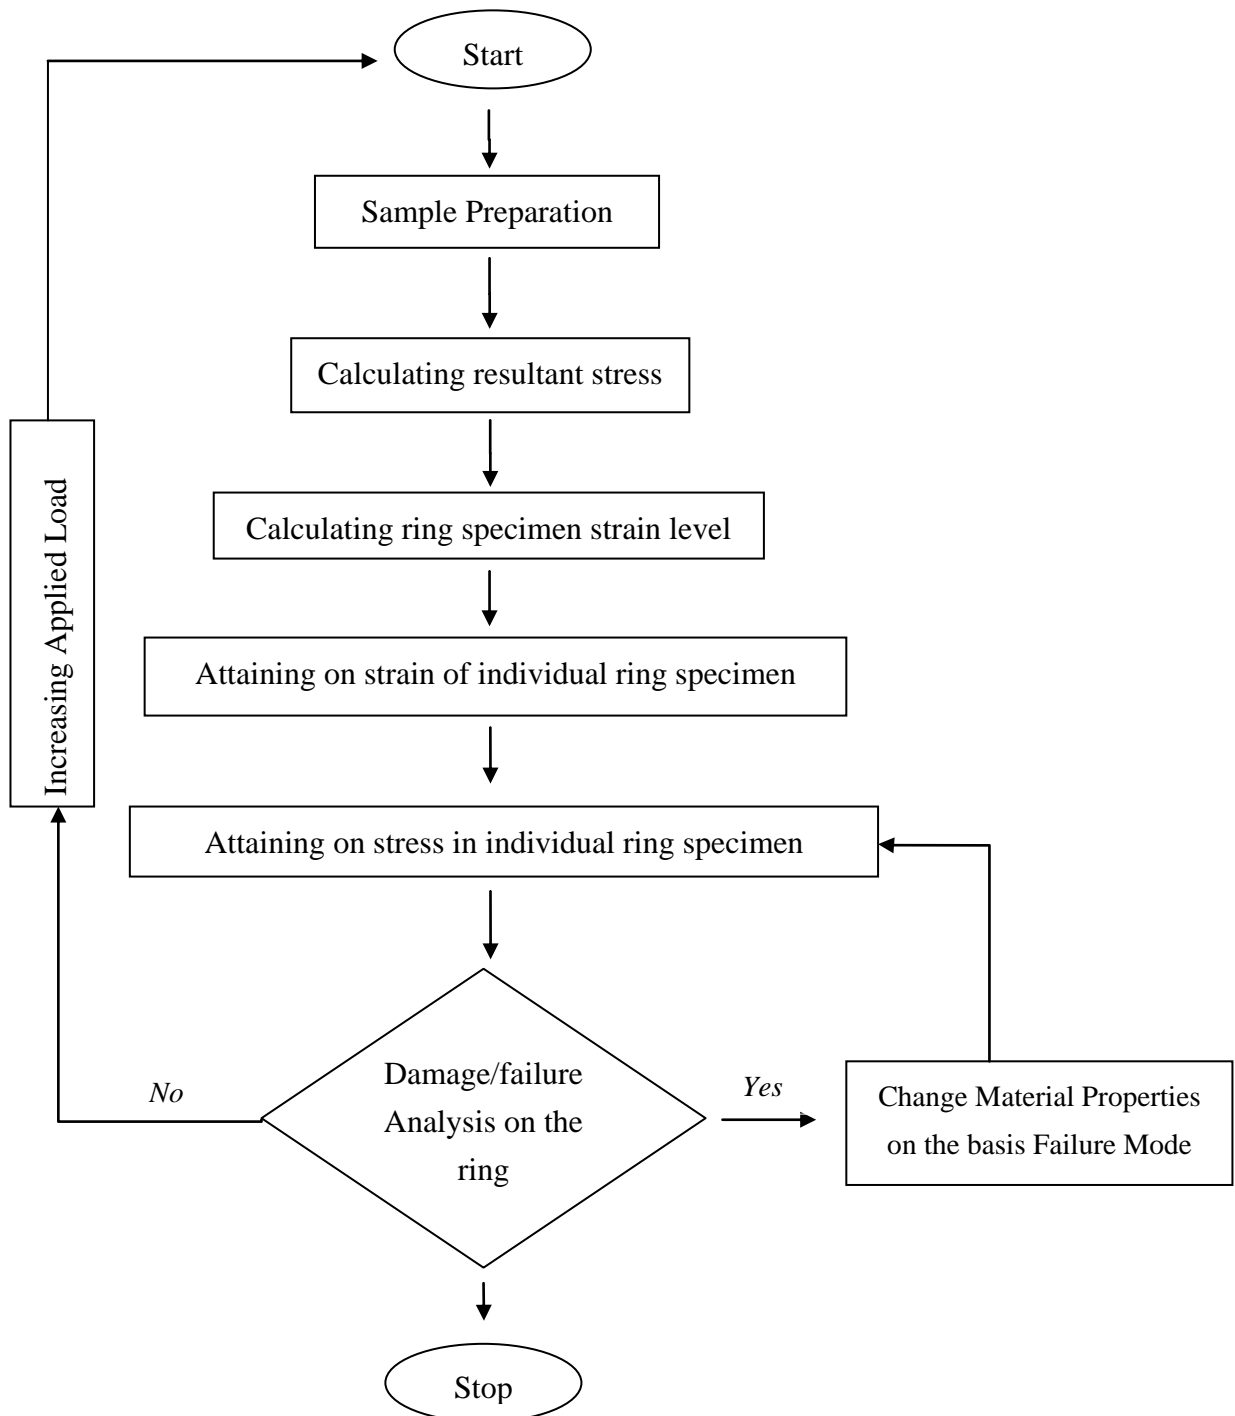 Start
Sample Preparation
Calculating resultant stress
Calculating ring specimen strain level
Increasing Applied Load
Attaining on strain of individual ring specimen
Attaining on stress in individual ring specimen
No
Damage/failure
Analysis on the
ring
Yes
Change Material Properties
on the basis Failure Mode
Stop